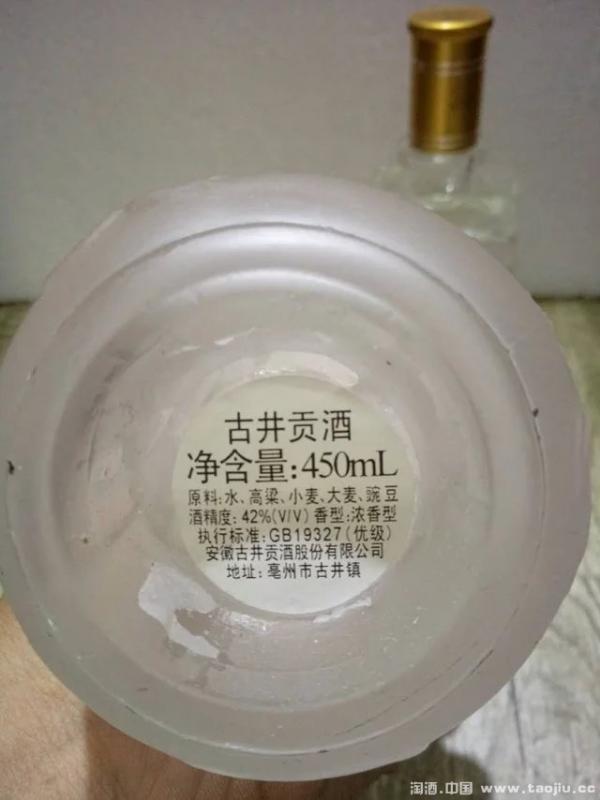 古井贡酒
净含量:450mL
原料:水、高梁、小麦、大麦、豌豆
酒精度: 42%(V/V) 香型:浓香型
执行标准:GB19327(优级)
安徽古井贡酒股份有限公司
地址:亳州市古井镇
淘酒.中国 www.taojiu.cc